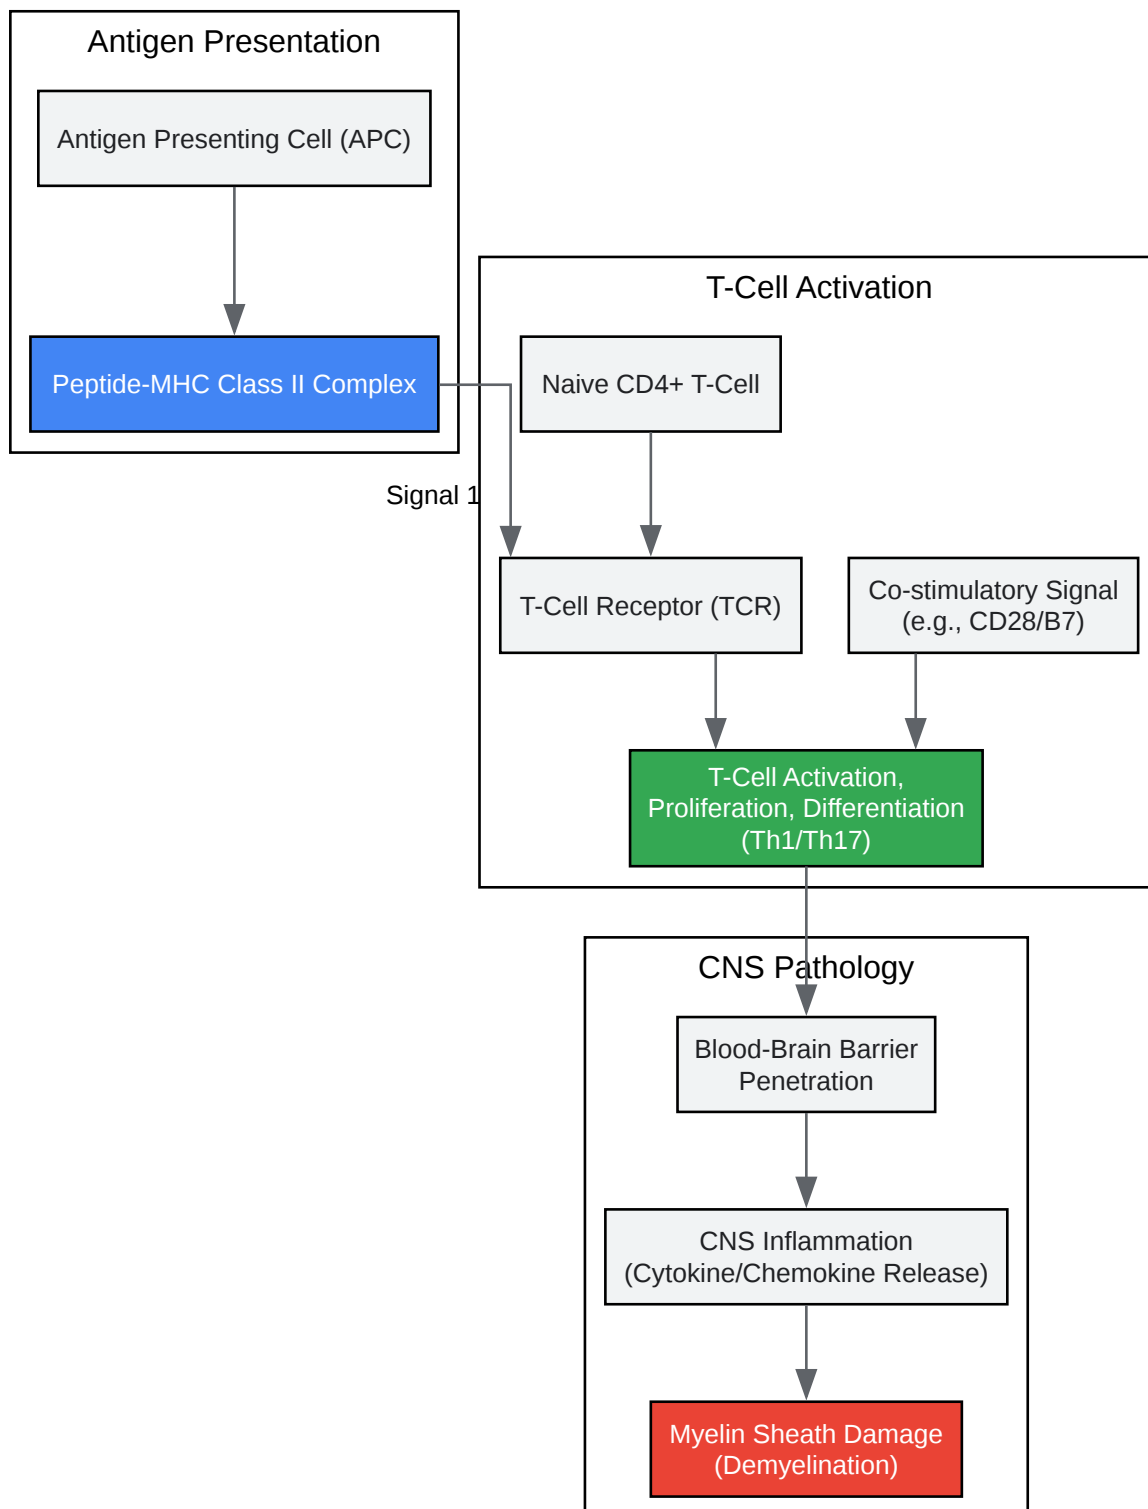 Antigen Presentation
Antigen Presenting Cell (APC)
Peptide-MHC Class II Complex
Signal 1
T-Cell Activation
Naive CD4+ T-Cell
T-Cell Receptor (TCR)
Co-stimulatory Signal
(e.g., CD28/B7)
T-Cell Activation,
Proliferation, Differentiation
(Th1/Th17)
CNS Pathology
Blood-Brain Barrier
Penetration
CNS Inflammation
(Cytokine/Chemokine Release)
Myelin Sheath Damage
(Demyelination)